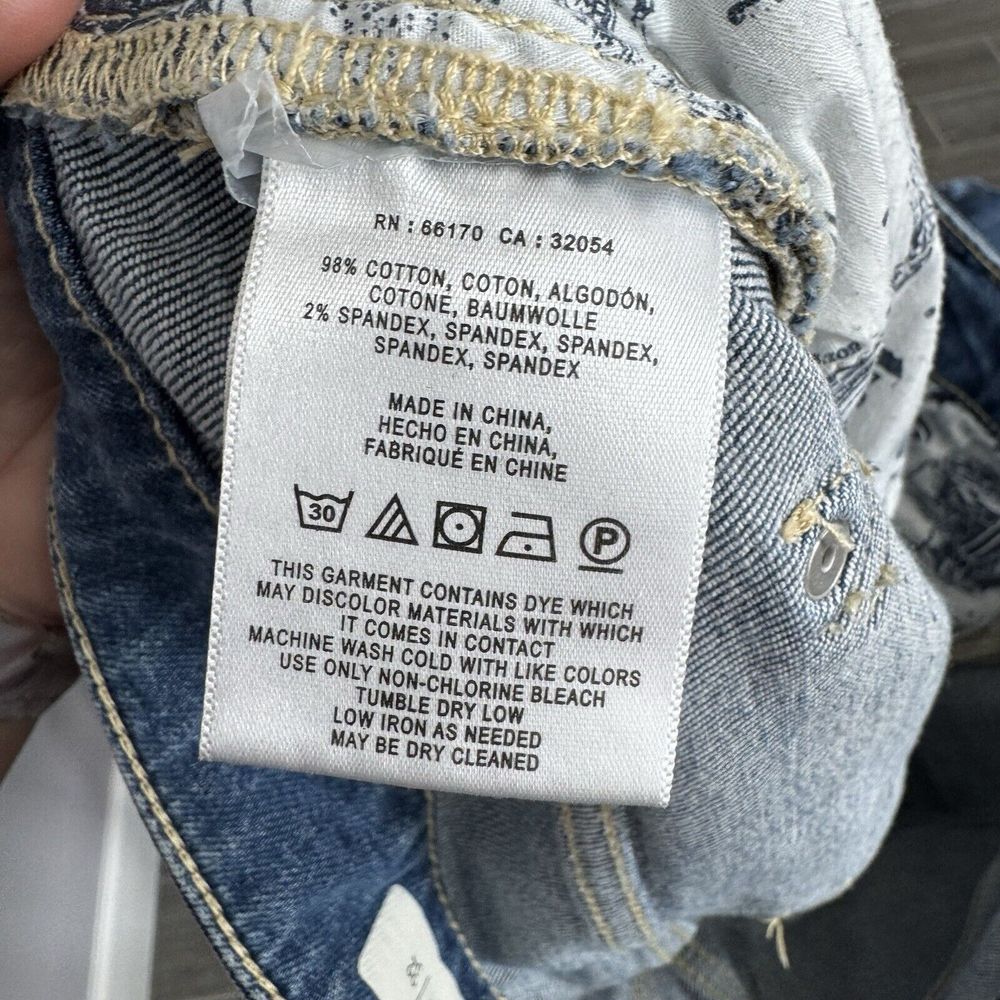 RN : 66170 CA : 32054
98% COTTON, COTON, ALGODÓN,
COTONE, BAUMWOLLE
2% SPANDEX, SPANDEX, SPANDEX,
SPANDEX, SPANDEX
MADE IN CHINA,
HECHO EN CHINA,
FABRIQUÉ EN CHINE
30 P
THIS GARMENT CONTAINS DYE WHICH
MAY DISCOLOR MATERIALS WITH WHICH
IT COMES IN CONTACT
MACHINE WASH COLD WITH LIKE COLORS
USE ONLY NON-CHLORINE BLEACH
TUMBLE DRY LOW
LOW IRON AS NEEDED
MAY BE DRY CLEANED